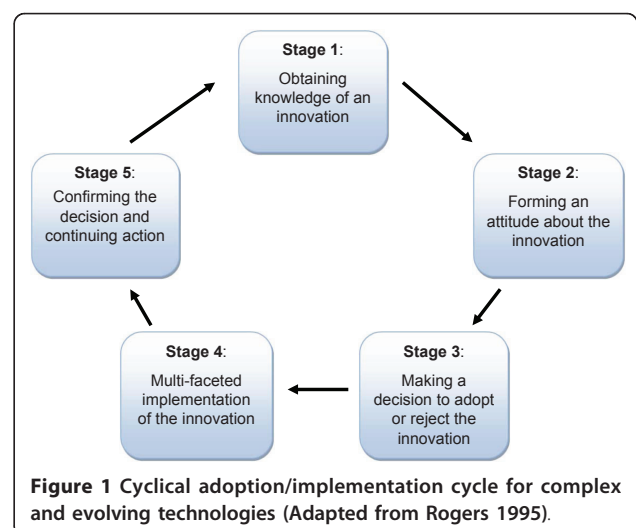 Stage 1:
Obtaining
knowledge of an
innovation
Stage 2:
Forming an
attitude about the
innovation
Stage 3:
Making a
decision to adopt
or reject the
innovation
Stage 4:
Multi-faceted
implementation
of the innovation
Stage 5:
Confirming the
decision and
continuing action
Figure 1 Cyclical adoption/implementation cycle for complex
and evolving technologies (Adapted from Rogers 1995).